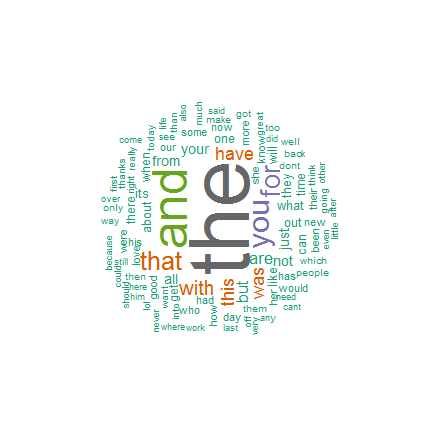 the
and
you
for
that
with
this
was
have
are
but
not
all
just
your
from
its
like
what
out
they
will
can
get
about
one
when
time
now
has
there
some
who
good
day
how
had
love
her
would
she
know
great
more
got
too
did
well
back
dont
their
think
going
other
been
even
after
little
new
which
people
need
cant
them
any
very
off
last
work
where
into
never
want
lol
him
here
then
should
could
till
because
were
his
way
only
over
first
thanks
right
really
come
today
life
see
our
than
also
much
said
make